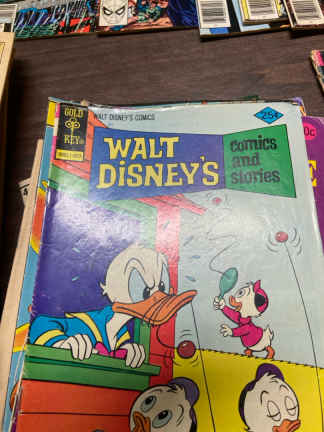 GOLD
KEY
WALT DISNEY'S COMICS
25¢
WALT
DISNEY'S
comics
and
stories